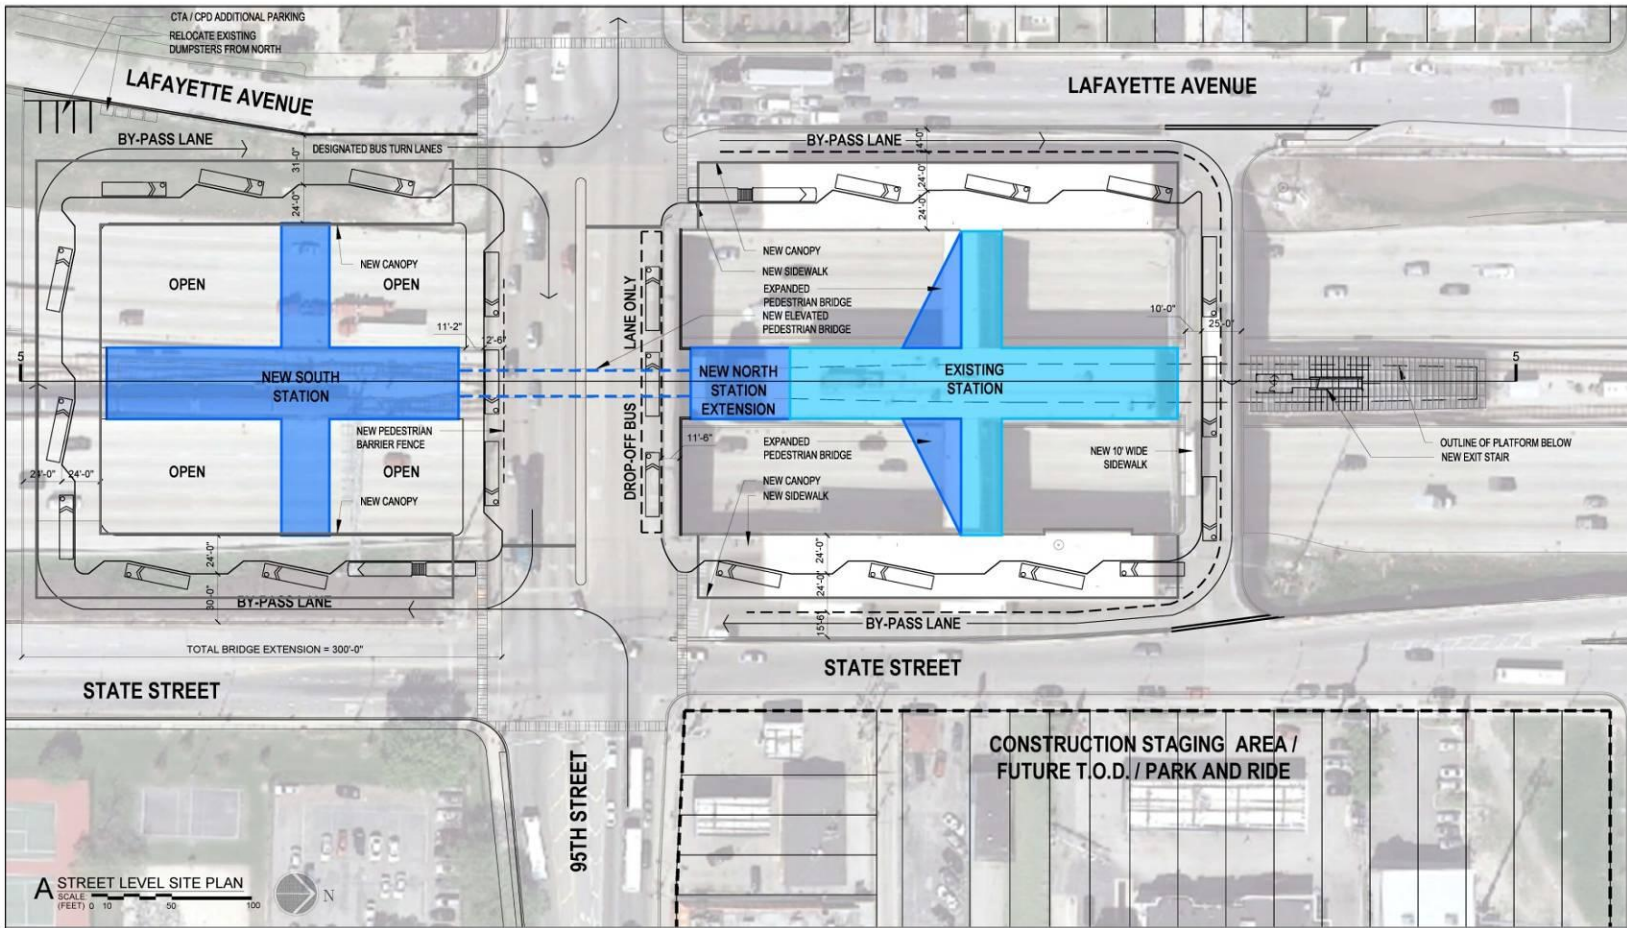 CTA / CPD ADDITIONAL PARKING
RELOCATE EXISTING
DUMPSTERS FROM NORTH
LAFAYETTE AVENUE
LAFAYETTE AVENUE
BY-PASS LANE
DESIGNATED BUS TURN LANES
31'-0"
24'-0"
BY-PASS LANE
14'-0"
24'-0"
24'-0"
NEW CANOPY
OPEN
OPEN
NEW CANOPY
NEW SIDEWALK
EXPANDED
PEDESTRIAN BRIDGE
NEW ELEVATED
PEDESTRIAN BRIDGE
LANE ONLY
DROP-OFF BUS
11'-2"
12'-6"
10'-0"
25'-0"
5
NEW SOUTH
STATION
NEW NORTH
STATION
EXTENSION
EXISTING
STATION
5
NEW PEDESTRIAN
BARRIER FENCE
11'-6"
EXPANDED
PEDESTRIAN BRIDGE
NEW 10' WIDE
SIDEWALK
OUTLINE OF PLATFORM BELOW
NEW EXIT STAIR
24'-0"
24'-0"
OPEN
OPEN
NEW CANOPY
NEW CANOPY
NEW SIDEWALK
24'-0"
30'-0"
24'-0"
24'-0"
15'-6"
BY-PASS LANE
BY-PASS LANE
TOTAL BRIDGE EXTENSION = 300'-0"
STATE STREET
STATE STREET
95TH STREET
CONSTRUCTION STAGING AREA /
FUTURE T.O.D. / PARK AND RIDE
A STREET LEVEL SITE PLAN
SCALE
(FEET) 0 10 50 100
N